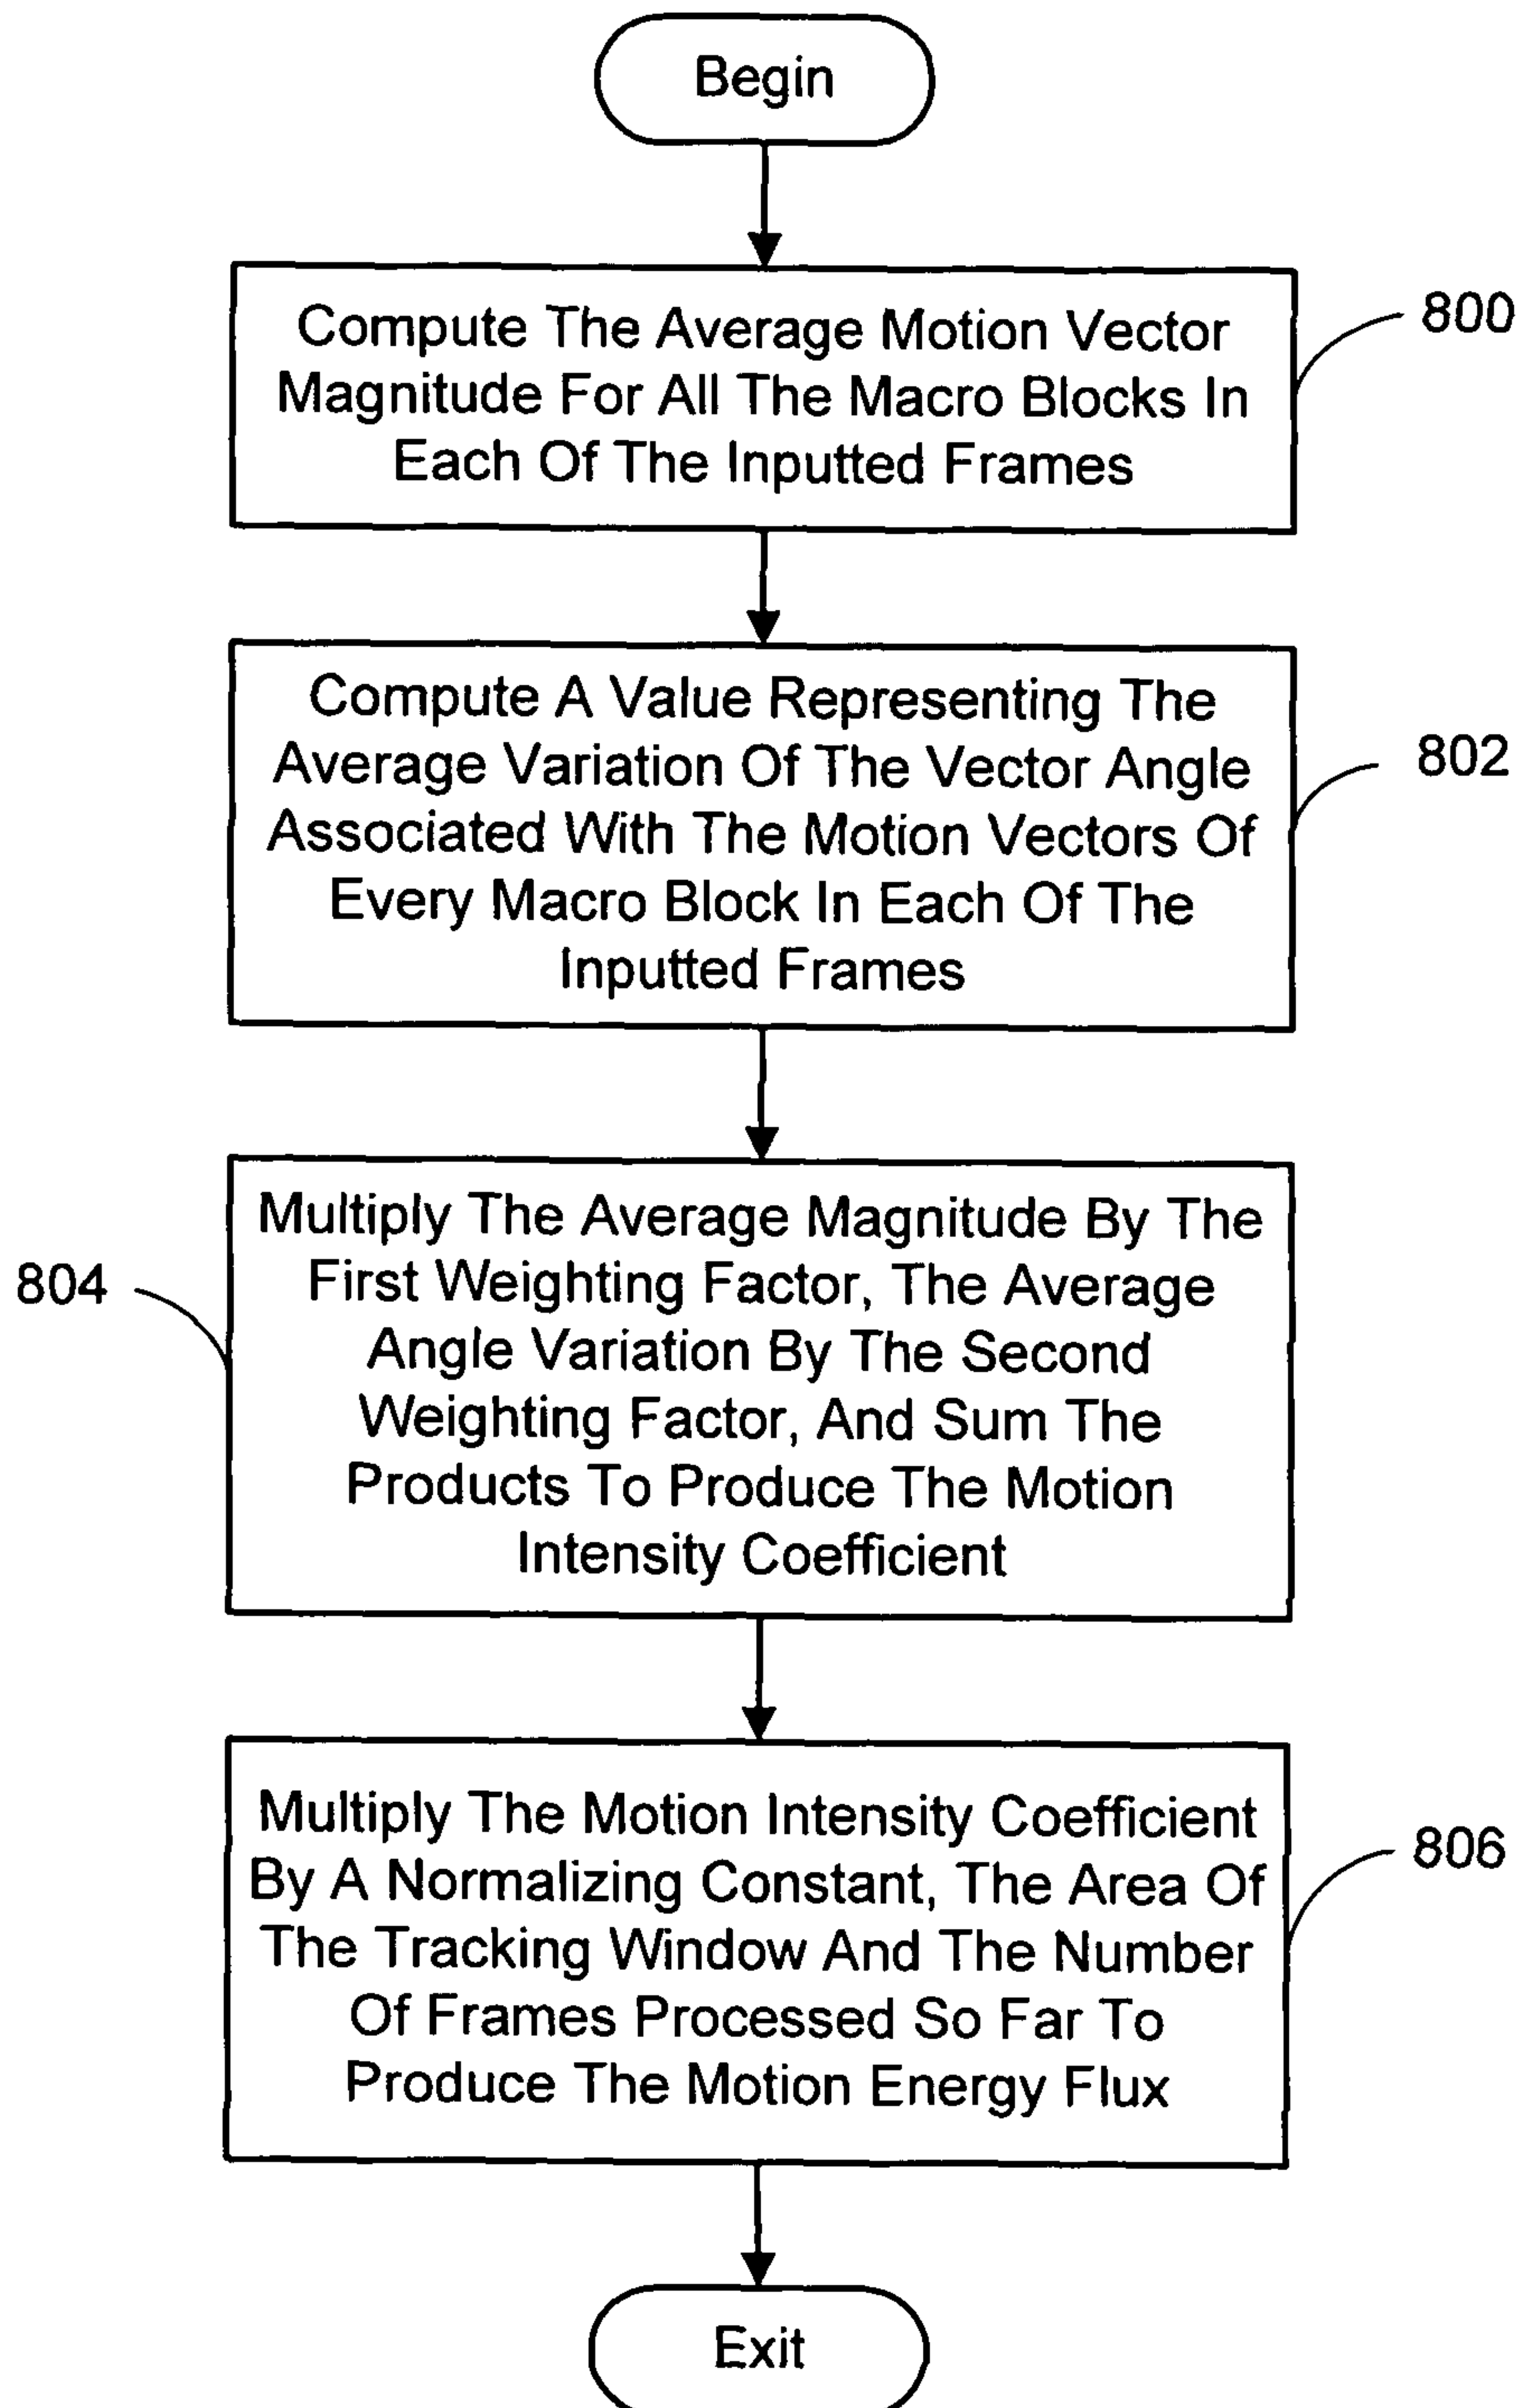 Begin
Compute The Average Motion Vector
Magnitude For All The Macro Blocks In
Each Of The Inputted Frames
800
Compute A Value Representing The
Average Variation Of The Vector Angle
Associated With The Motion Vectors Of
Every Macro Block In Each Of The
Inputted Frames
802
Multiply The Average Magnitude By The
First Weighting Factor, The Average
Angle Variation By The Second
Weighting Factor, And Sum The
Products To Produce The Motion
Intensity Coefficient
804
Multiply The Motion Intensity Coefficient
By A Normalizing Constant, The Area Of
The Tracking Window And The Number
Of Frames Processed So Far To
Produce The Motion Energy Flux
806
Exit